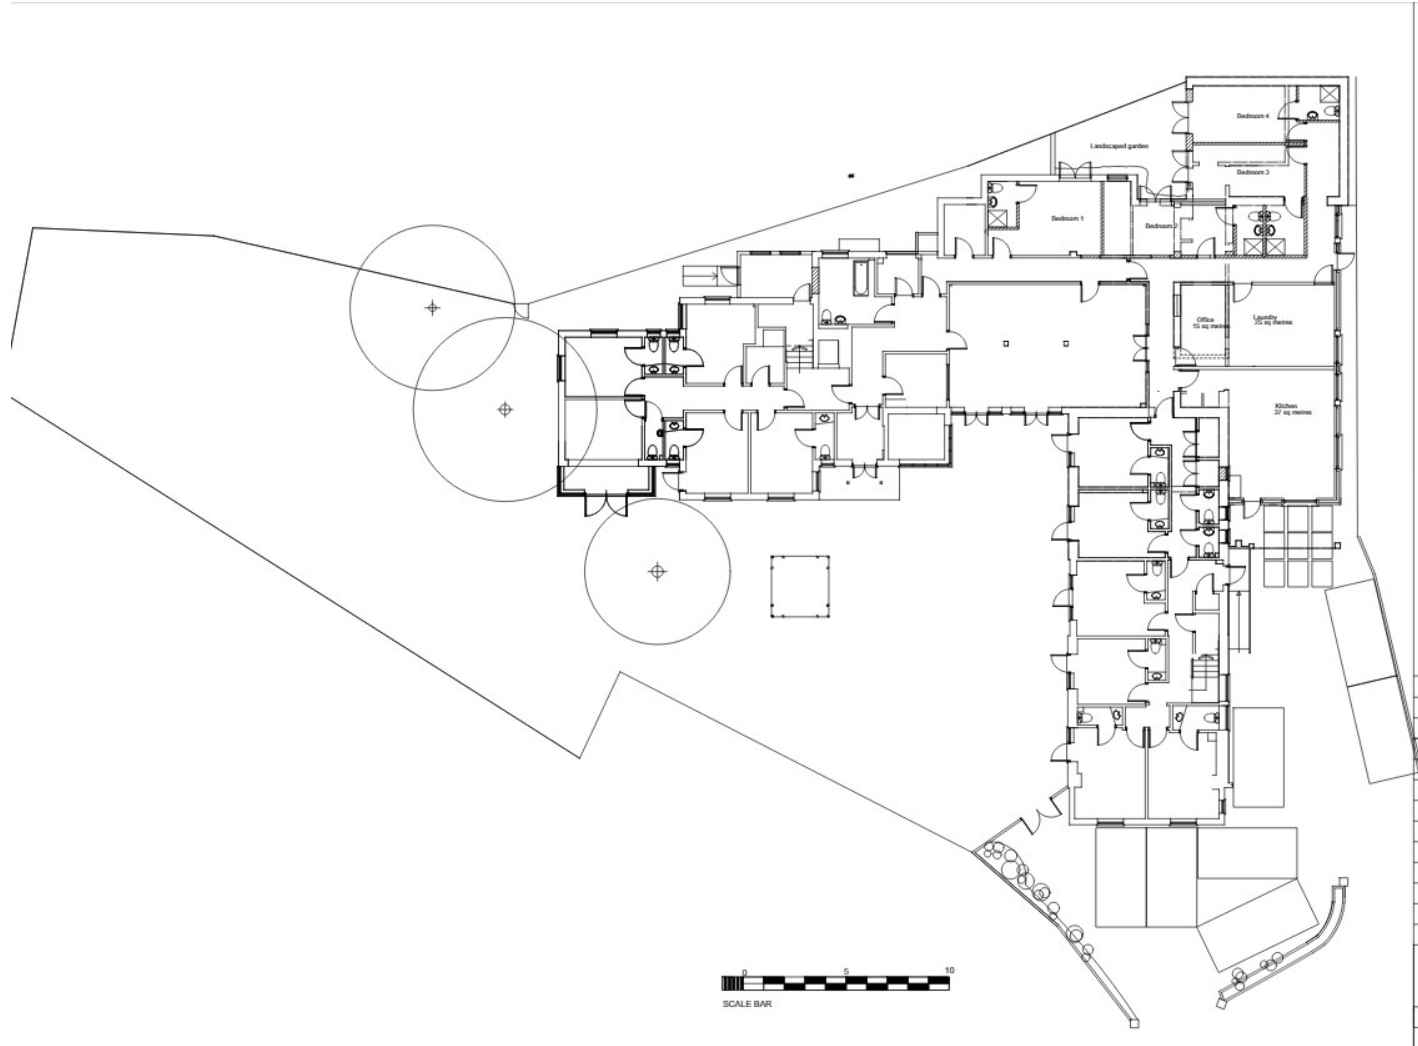 Bedroom 4
Landscaped garden
Bedroom 3
Bedroom 1
Bedroom 2
Office
15 sq metres
Laundry
25 sq metres
Kitchen
37 sq metres
0 5 10
SCALE BAR